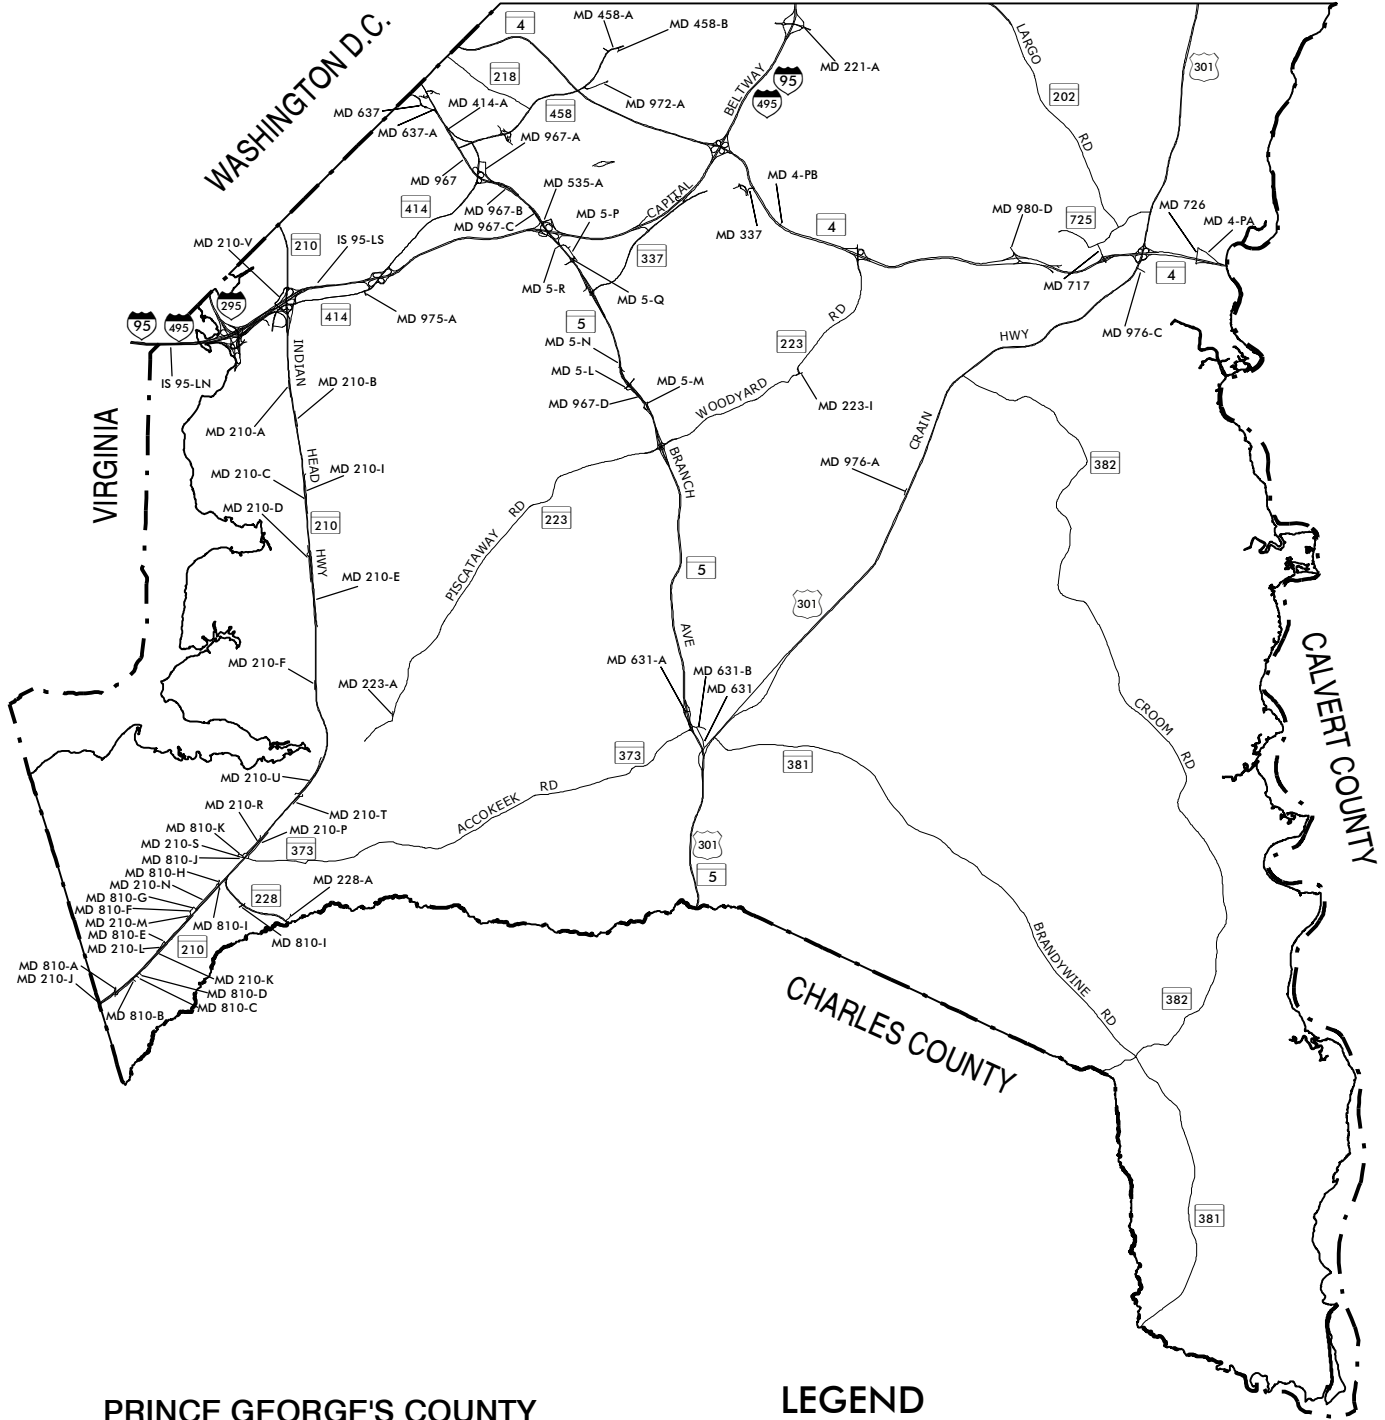 MD 458-A
4
MD 458-B
WASHINGTON D.C.
LARGO
301
MD 221-A
218
BELTWAY
95
495
202
MD 637
MD 414-A
MD 972-A
458
MD 637-A
MD 967-A
RD
MD 967
MD 535-A
MD 4-PB
414
CAPITAL
MD 967-B
MD 5-P
MD 980-D
725
MD 726
MD 967-C
4
MD 4-PA
MD 337
MD 210-V
210
IS 95-LS
337
4
MD 5-R
MD 5-Q
MD 717
295
414
MD 975-A
95
495
5
RD
HWY
MD 976-C
MD 5-N
223
IS 95-LN
INDIAN
MD 210-B
MD 5-L
MD 5-M
WOODYARD
MD 967-D
MD 223-I
VIRGINIA
MD 210-A
CRAIN
HEAD
BRANCH
MD 210-C
MD 210-I
MD 976-A
382
MD 210-D
210
RD
223
HWY
PISCATAWAY
MD 210-E
5
301
AVE
CALVERT COUNTY
MD 210-F
MD 631-A
MD 631-B
MD 223-A
MD 631
CROOM
RD
373
381
MD 210-U
RD
ACCOKEEK
MD 210-R
MD 210-T
MD 810-K
MD 210-P
MD 210-S
301
373
MD 810-J
MD 810-H
MD 210-N
5
MD 228-A
228
MD 810-G
MD 810-F
MD 210-M
MD 810-I
MD 810-E
MD 810-I
210
MD 210-L
BRANDYWINE
MD 810-A
MD 210-J
MD 210-K
MD 810-D
MD 810-C
MD 810-B
CHARLES COUNTY
382
RD
381
PRINCE GEORGE'S COUNTY
LEGEND